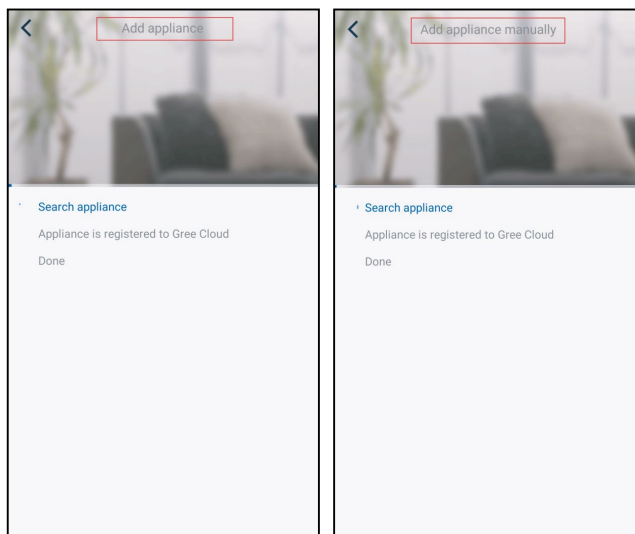 Add appliance
Search appliance
Appliance is registered to Gree Cloud
Done
Add appliance manually
Search appliance
Appliance is registered to Gree Cloud
Done